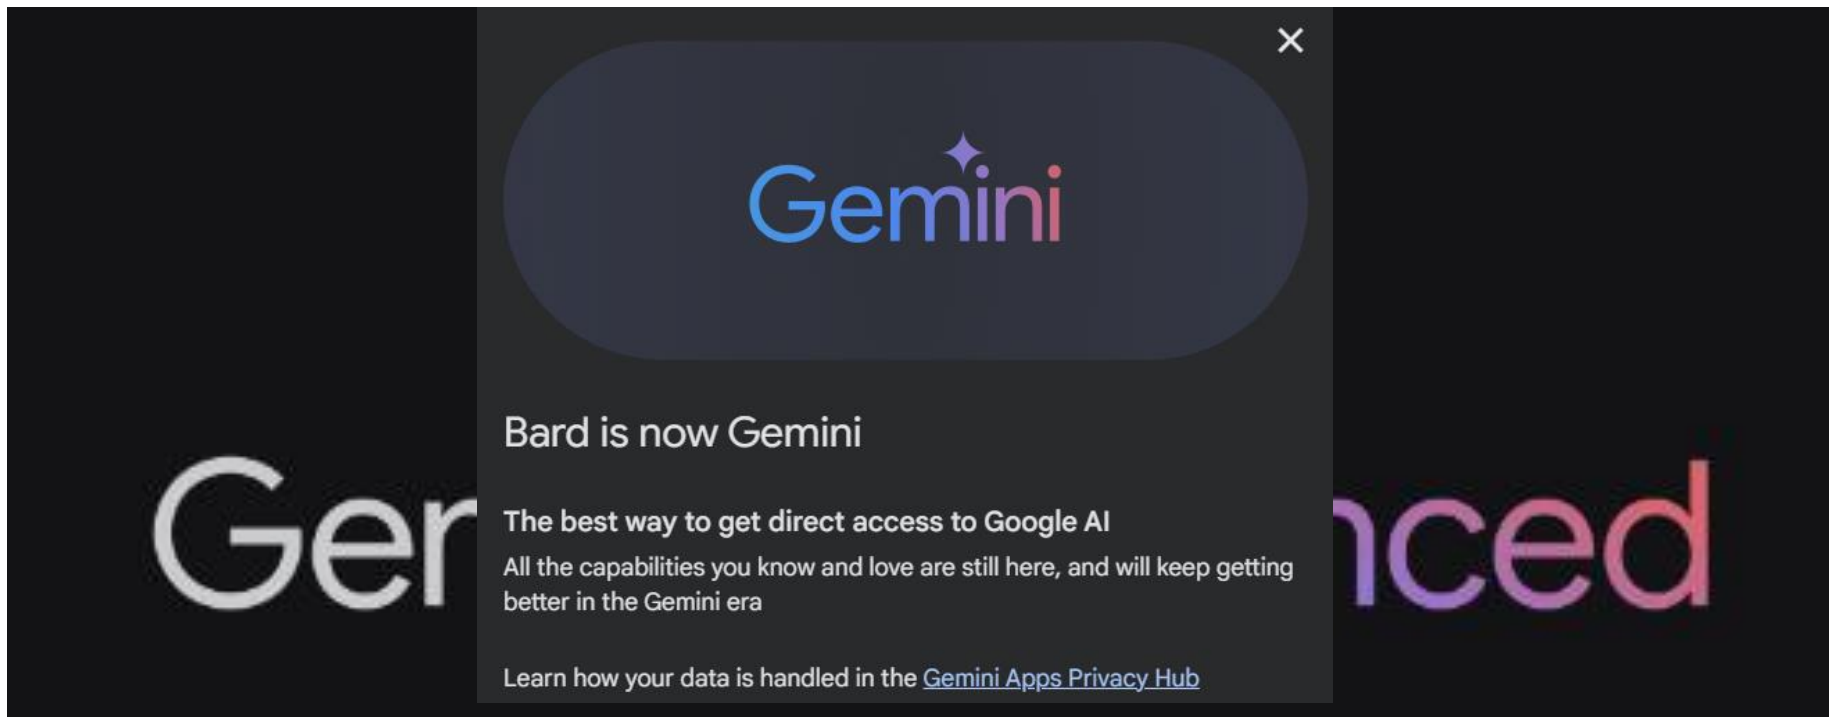 Gemini
Bard is now Gemini
The best way to get direct access to Google AI
All the capabilities you know and love are still here, and will keep getting
better in the Gemini era
Learn how your data is handled in the Gemini Apps Privacy Hub